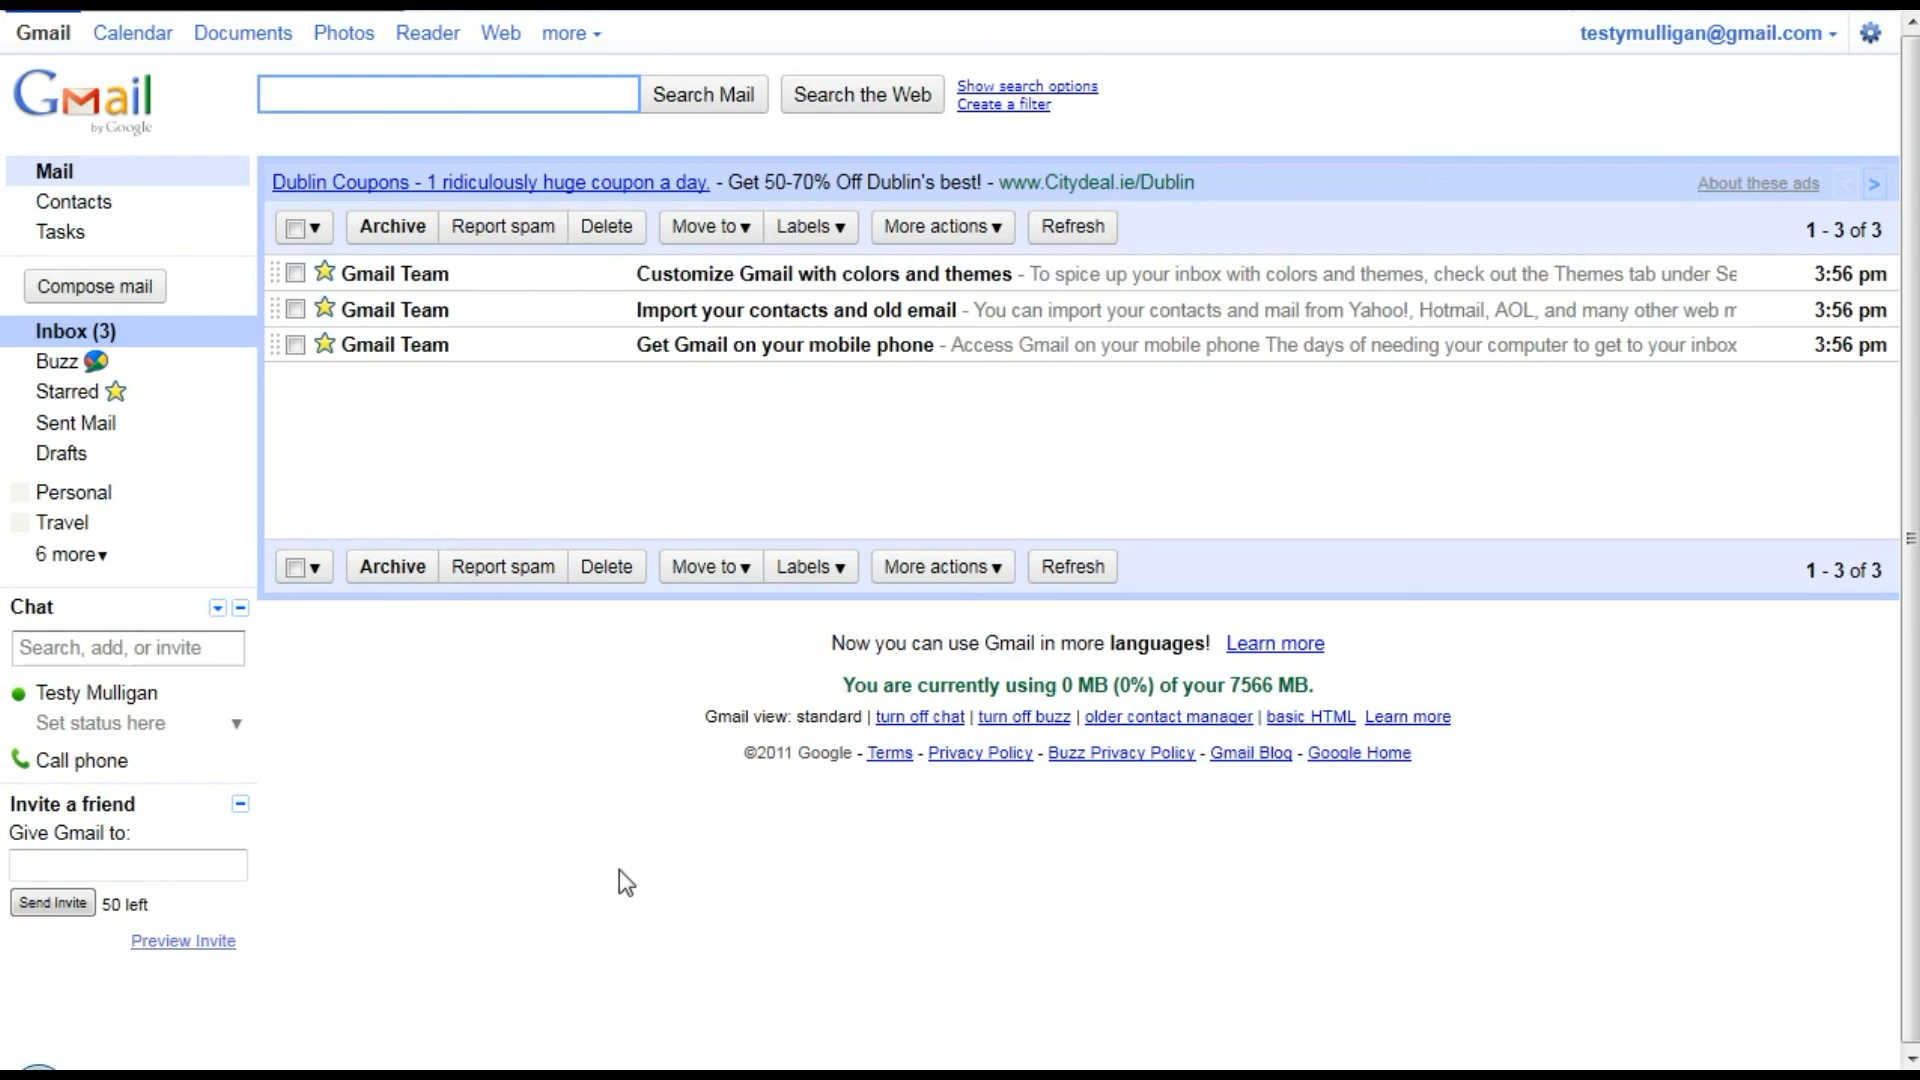 Gmail Calendar Documents Photos Reader Web more testymulligan@gmail.com
Gmail by Google
Search Mail Search the Web Show search options
Create a filter
Mail
Contacts
Tasks
Compose mail
Inbox (3)
Buzz
Starred
Sent Mail
Drafts
Personal
Travel
6 more
Chat
Search, add, or invite
Testy Mulligan
Set status here
Call phone
Invite a friend
Give Gmail to:
Send Invite 50 left
Preview Invite
Dublin Coupons - 1 ridiculously huge coupon a day. - Get 50-70% Off Dublin's best! - www.Citydeal.ie/Dublin About these ads < >
Archive Report spam Delete Move to Labels More actions Refresh 1 - 3 of 3
Gmail Team Customize Gmail with colors and themes - To spice up your inbox with colors and themes, check out the Themes tab under Se 3:56 pm
Gmail Team Import your contacts and old email - You can import your contacts and mail from Yahoo!, Hotmail, AOL, and many other web m 3:56 pm
Gmail Team Get Gmail on your mobile phone - Access Gmail on your mobile phone The days of needing your computer to get to your inbox 3:56 pm
Archive Report spam Delete Move to Labels More actions Refresh 1 - 3 of 3
Now you can use Gmail in more languages! Learn more
You are currently using 0 MB (0%) of your 7566 MB.
Gmail view: standard | turn off chat | turn off buzz | older contact manager | basic HTML Learn more
©2011 Google - Terms - Privacy Policy - Buzz Privacy Policy - Gmail Blog - Google Home